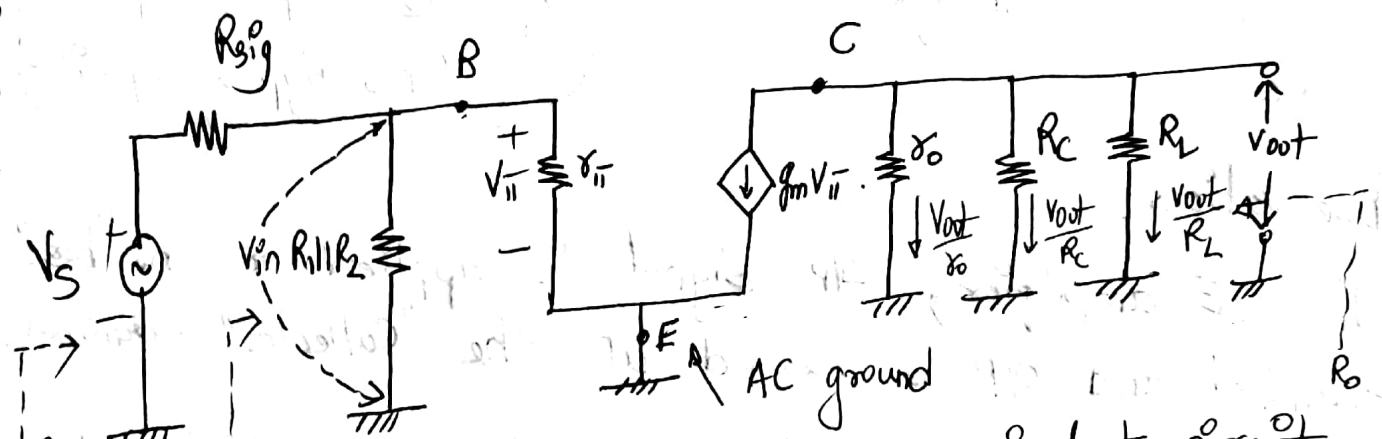 Rsig
B
C
+
Vπ
rπ
−
gmVπ
ro
RC
RL
Vout
Vout/ro
Vout/RC
Vout/RL
VS
+
~
−
Vin
R1||R2
E
AC ground
Ro